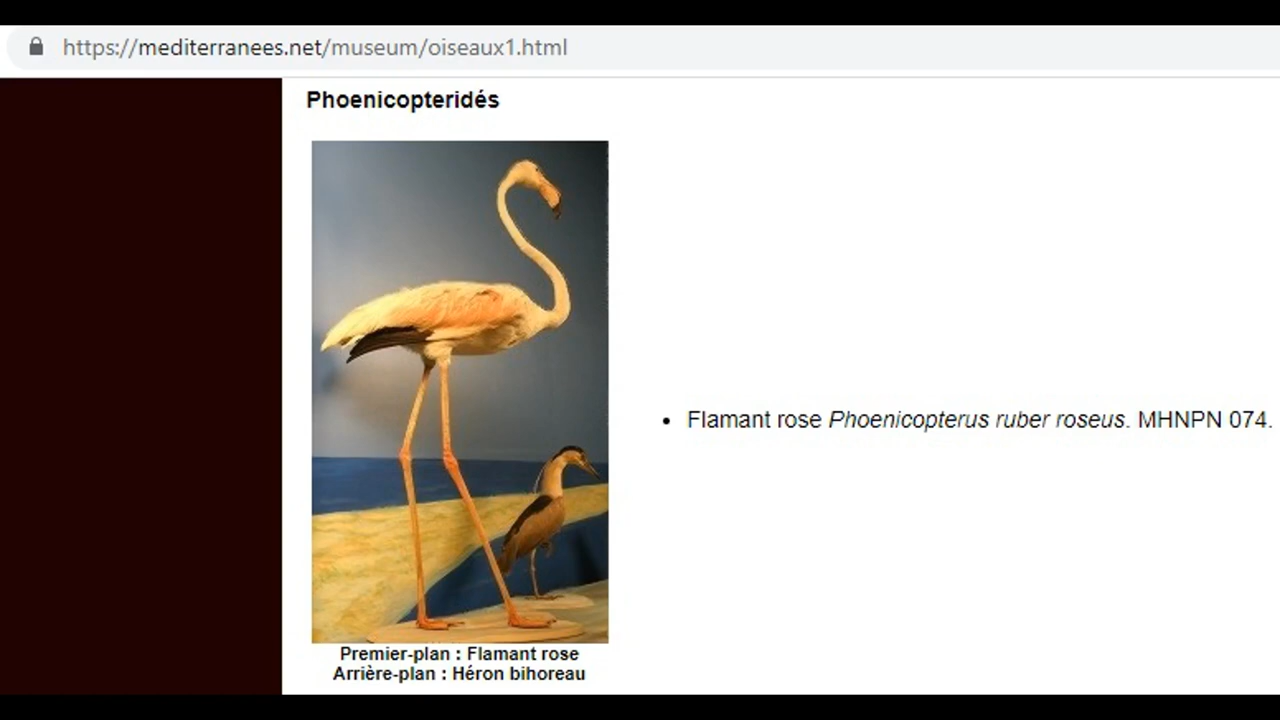 https://mediterranees.net/museum/oiseaux1.html
Phoenicopteridés
Flamant rose Phoenicopterus ruber roseus. MHNPN 074.
Premier-plan : Flamant rose
Arrière-plan : Héron bihoreau